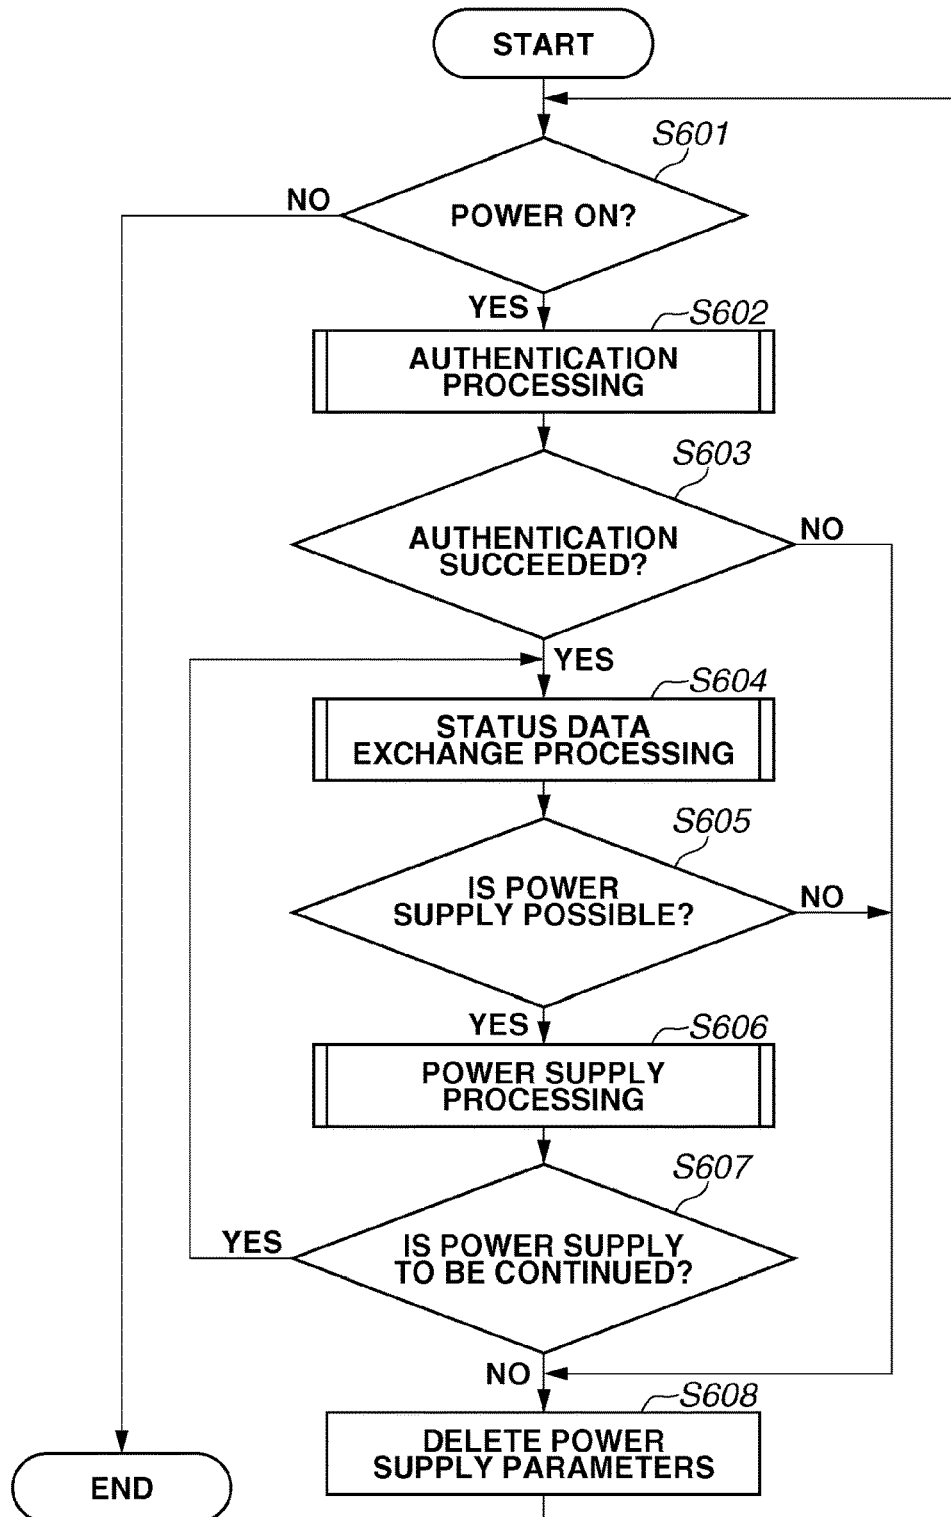 START
S601
NO
POWER ON?
YES
S602
AUTHENTICATION
PROCESSING
S603
NO
AUTHENTICATION
SUCCEEDED?
YES
S604
STATUS DATA
EXCHANGE PROCESSING
S605
IS POWER
SUPPLY POSSIBLE?
NO
YES
S606
POWER SUPPLY
PROCESSING
S607
YES
IS POWER SUPPLY
TO BE CONTINUED?
NO
S608
DELETE POWER
SUPPLY PARAMETERS
END